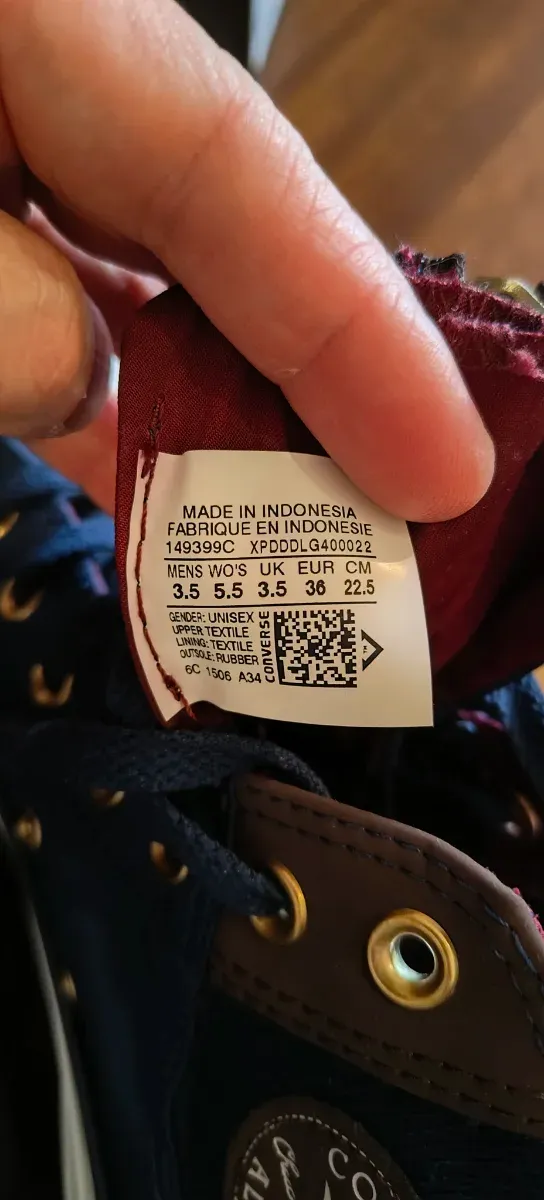 MADE IN INDONESIA
FABRIQUE EN INDONESIE
149399C XPDDDLG400022
MENS WO'S UK EUR CM
3.5 5.5 3.5 36 22.5
GENDER: UNISEX
UPPER TEXTILE
LINING: TEXTILE
OUTSOLE: RUBBER
6C 1506 A34
CONVERSE
CO